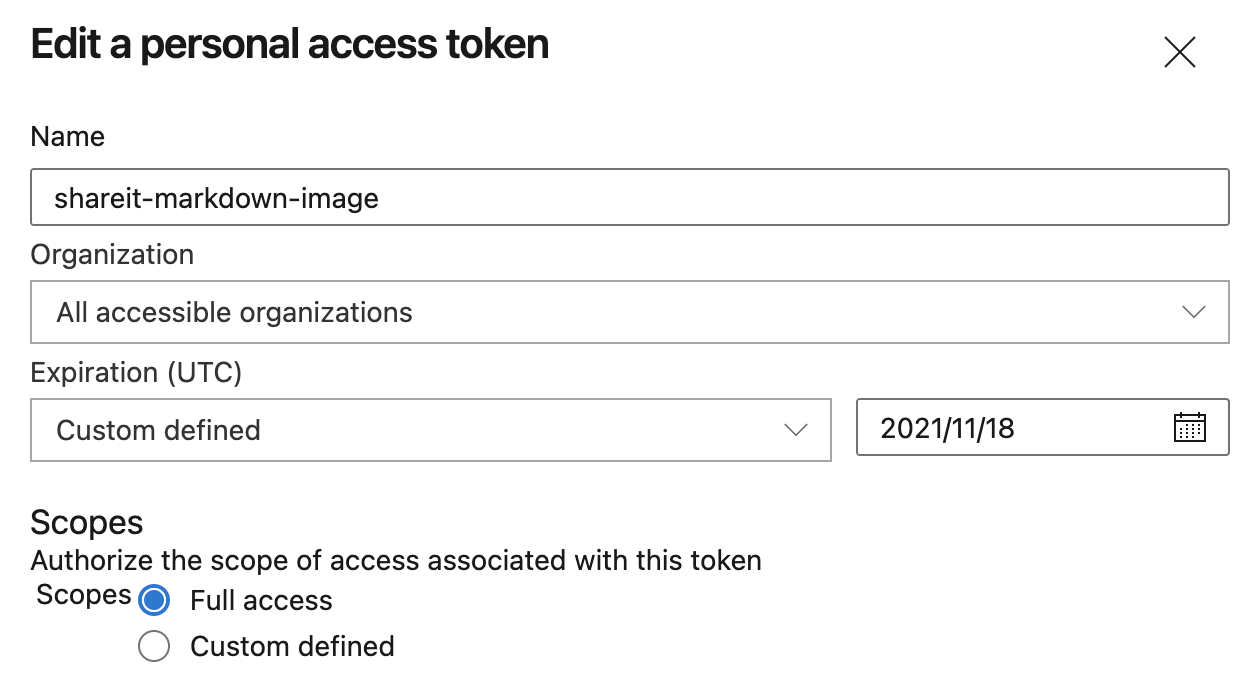 Edit a personal access token
Name
shareit-markdown-image
Organization
All accessible organizations
Expiration (UTC)
Custom defined
2021/11/18
Scopes
Authorize the scope of access associated with this token
Scopes
Full access
Custom defined